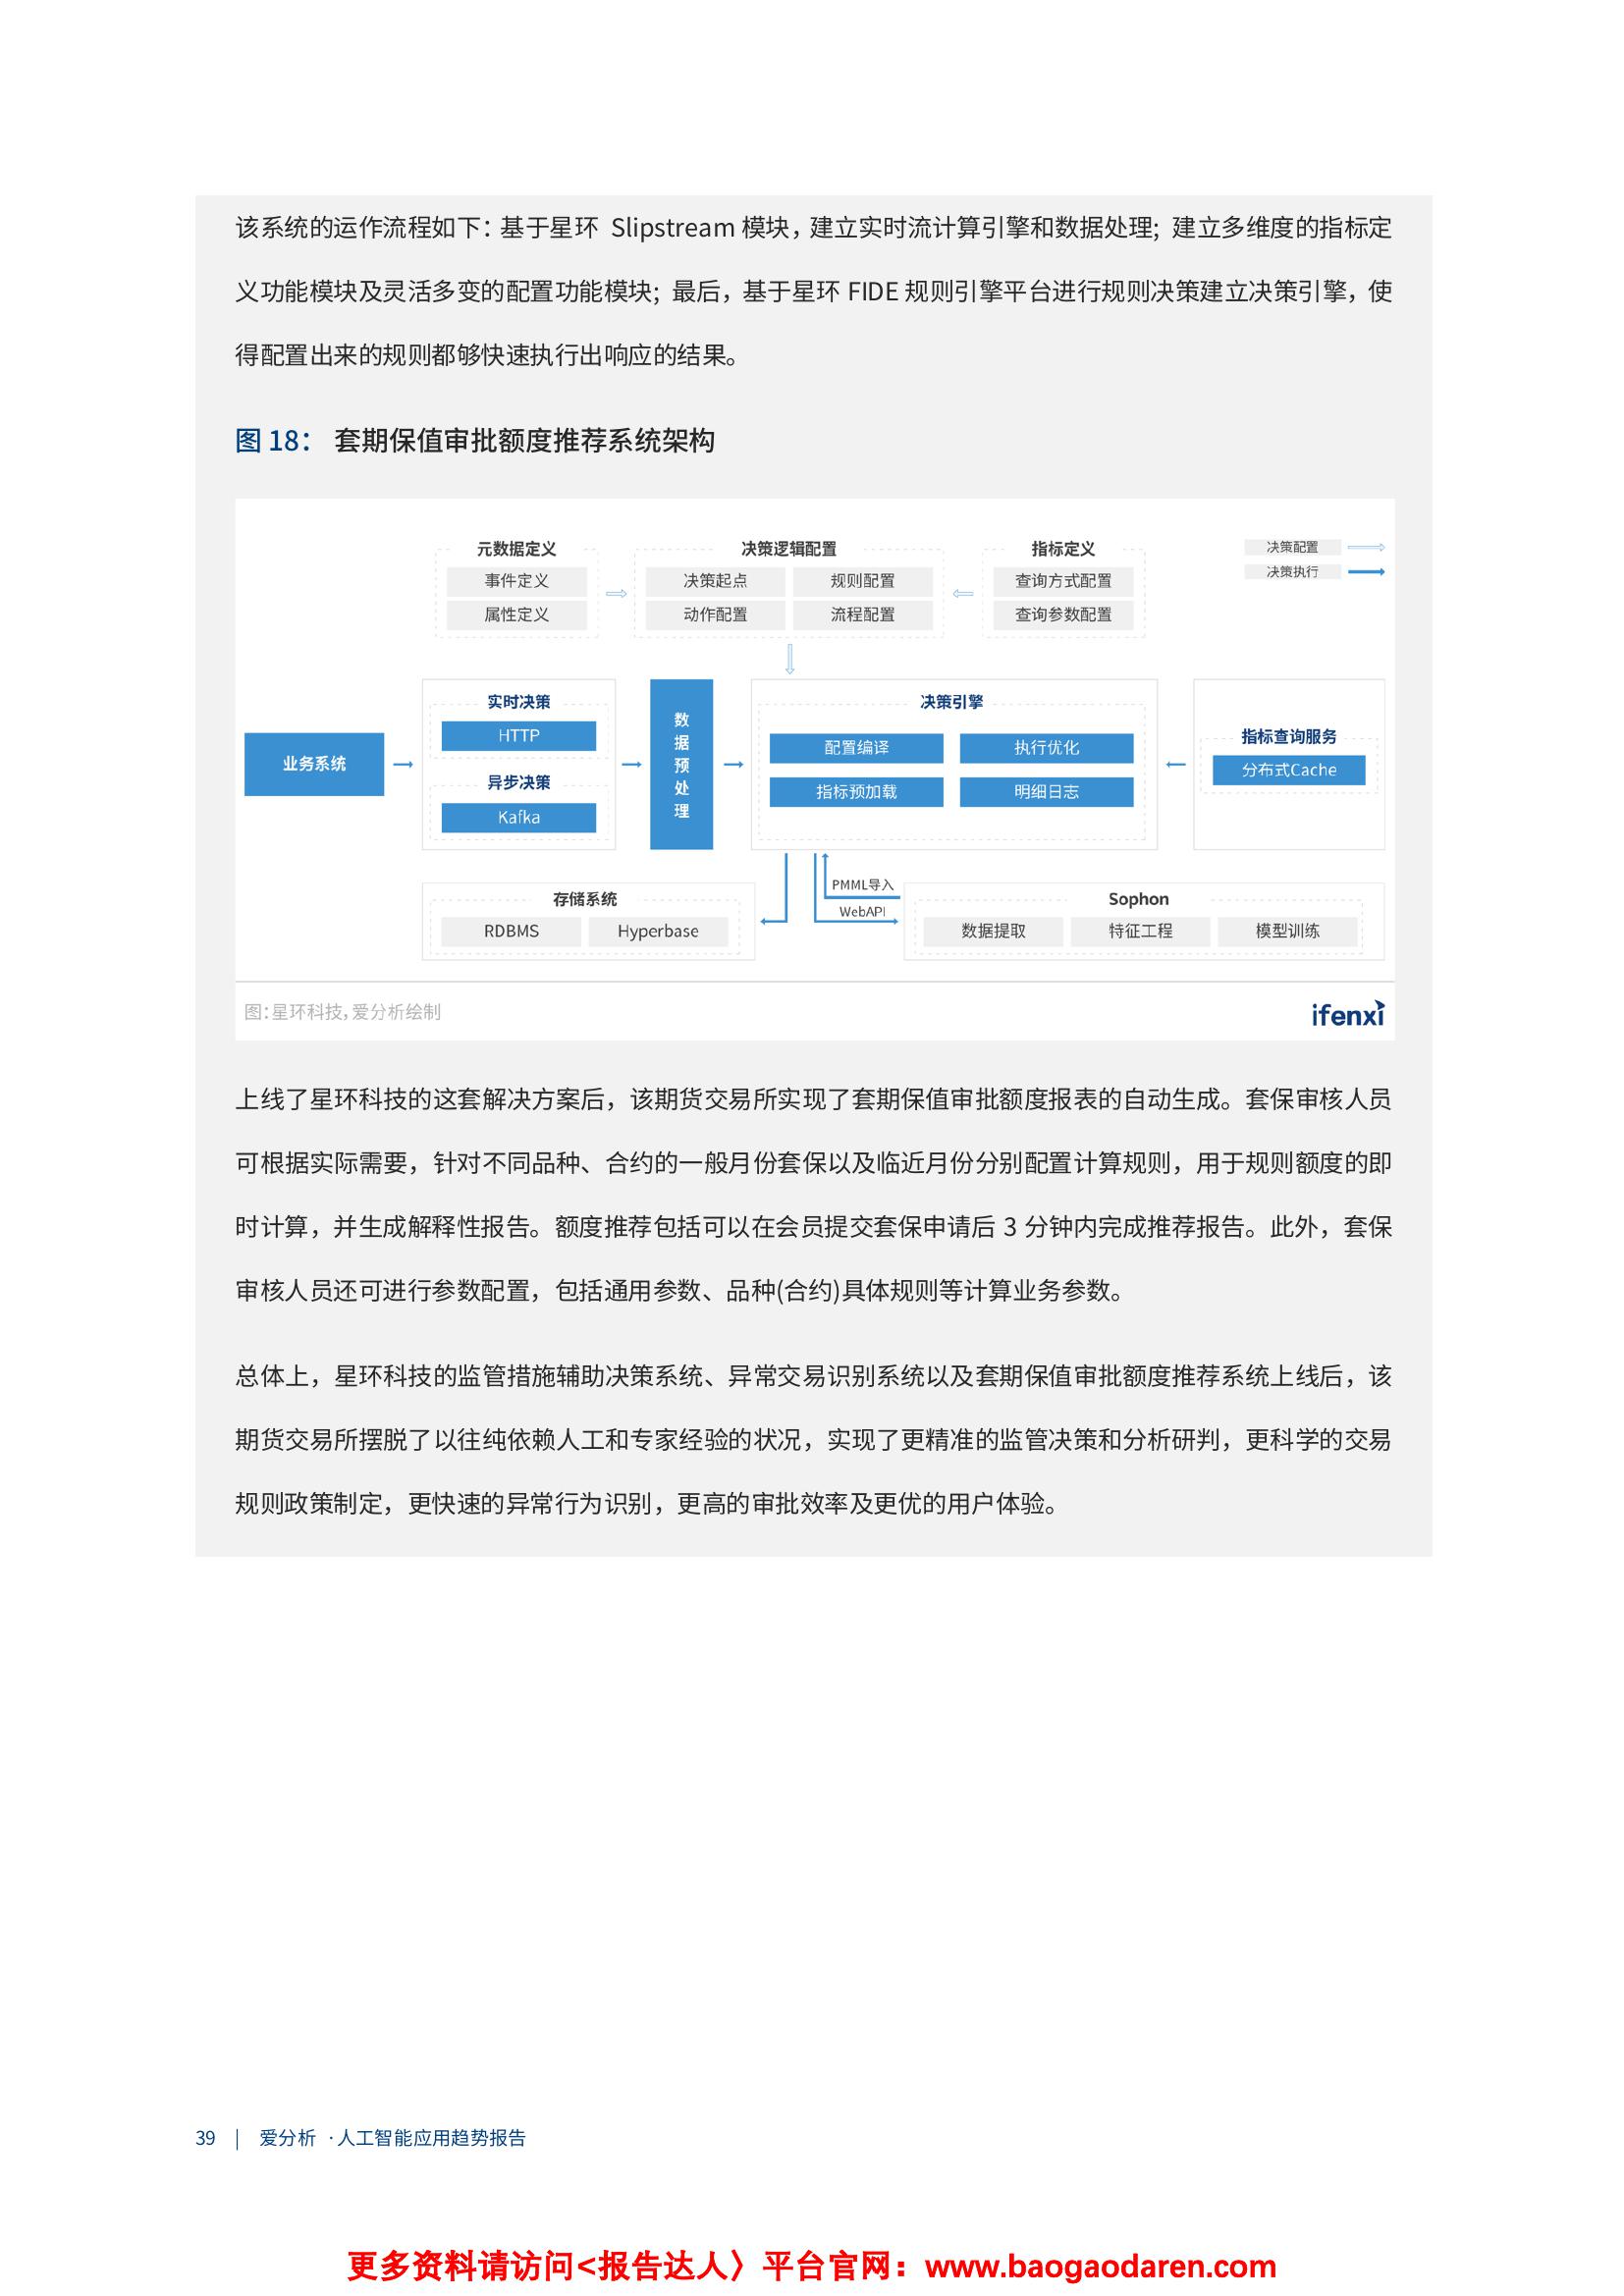 该系统的运作流程如下：基于星环 Slipstream 模块，建立实时流计算引擎和数据处理；建立多维度的指标定
义功能模块及灵活多变的配置功能模块；最后，基于星环 FIDE 规则引擎平台进行规则决策建立决策引擎，使
得配置出来的规则都够快速执行出响应的结果。
图 18： 套期保值审批额度推荐系统架构
元数据定义
事件定义
属性定义
决策逻辑配置
决策起点 规则配置
动作配置 流程配置
指标定义
查询方式配置
查询参数配置
决策配置
决策执行
业务系统
实时决策
HTTP
异步决策
Kafka
数
据
预
处
理
决策引擎
配置编译 执行优化
指标预加载 明细日志
指标查询服务
分布式Cache
存储系统
RDBMS Hyperbase
PMML导入
WebAPI
Sophon
数据提取 特征工程 模型训练
图：星环科技，爱分析绘制
ifenxi
上线了星环科技的这套解决方案后，该期货交易所实现了套期保值审批额度报表的自动生成。套保审核人员
可根据实际需要，针对不同品种、合约的一般月份套保以及临近月份分别配置计算规则，用于规则额度的即
时计算，并生成解释性报告。额度推荐包括可以在会员提交套保申请后 3 分钟内完成推荐报告。此外，套保
审核人员还可进行参数配置，包括通用参数、品种(合约)具体规则等计算业务参数。
总体上，星环科技的监管措施辅助决策系统、异常交易识别系统以及套期保值审批额度推荐系统上线后，该
期货交易所摆脱了以往纯依赖人工和专家经验的状况，实现了更精准的监管决策和分析研判，更科学的交易
规则政策制定，更快速的异常行为识别，更高的审批效率及更优的用户体验。
39 | 爱分析 ·人工智能应用趋势报告
更多资料请访问<报告达人〉平台官网：www.baogaodaren.com